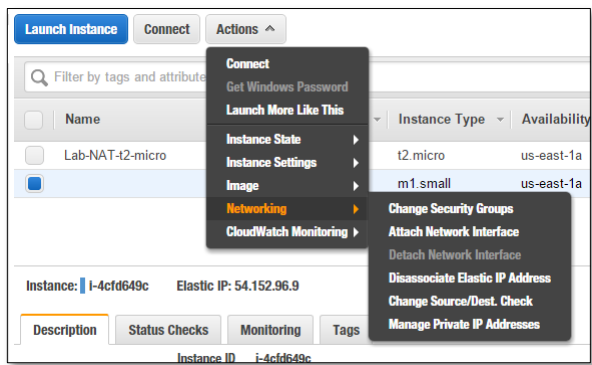 Launch Instance Connect Actions
Filter by tags and attribute
Connect
Get Windows Password
Launch More Like This
Instance State
Instance Settings
Image
Networking
CloudWatch Monitoring
Name Instance Type Availability
Lab-NAT-t2-micro t2.micro us-east-1a
m1.small us-east-1a
Change Security Groups
Attach Network Interface
Detach Network Interface
Disassociate Elastic IP Address
Change Source/Dest. Check
Manage Private IP Addresses
Instance: i-4cfd649c Elastic IP: 54.152.96.9
Description Status Checks Monitoring Tags
Instance ID i-4cfd649c